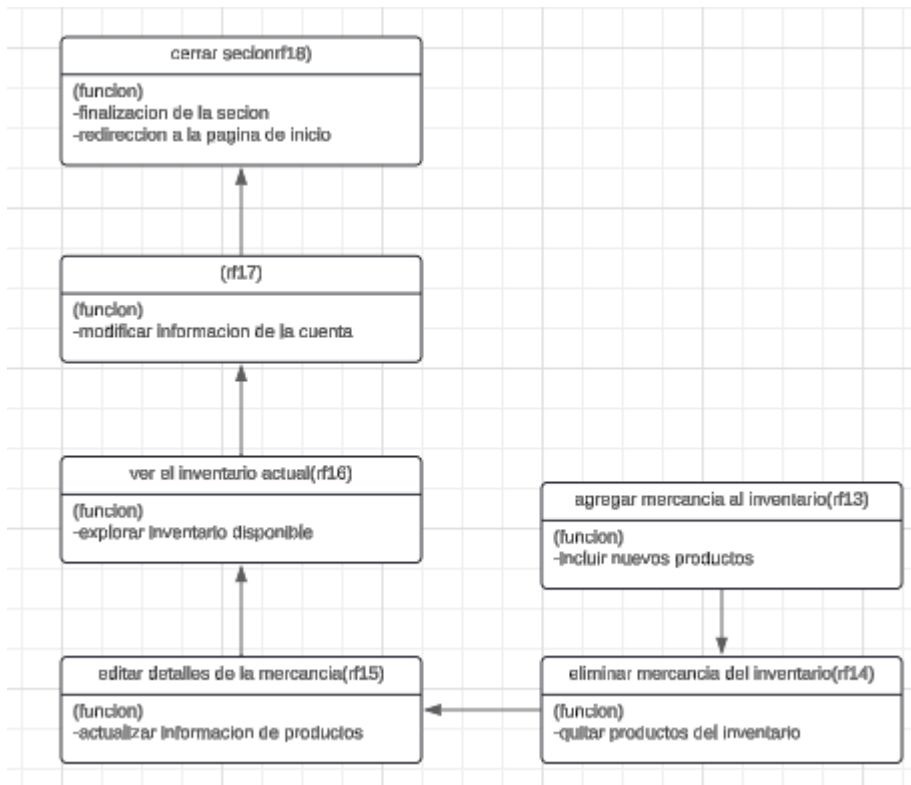 cerrar secionrf18)
(funcion)
-finalizacion de la secion
-redireccion a la pagina de inicio
(rf17)
(funcion)
-modificar informacion de la cuenta
ver el inventario actual(rf16)
(funcion)
-explorar inventario disponible
agregar mercancia al inventario(rf13)
(funcion)
-incluir nuevos productos
editar detalles de la mercancia(rf15)
(funcion)
-actualizar informacion de productos
eliminar mercancia del inventario(rf14)
(funcion)
-quitar productos del inventario